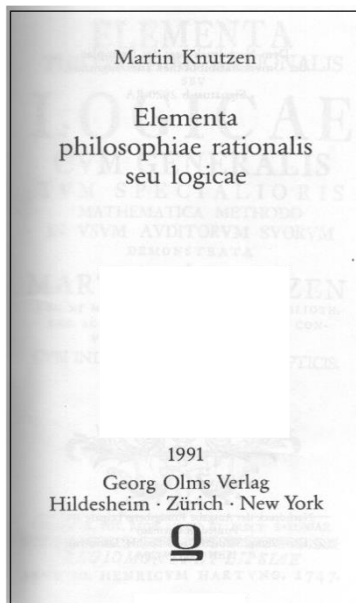 Martin Knutzen
Elementa
philosophiae rationalis
seu logicae
1991
Georg Olms Verlag
Hildesheim · Zürich · New York